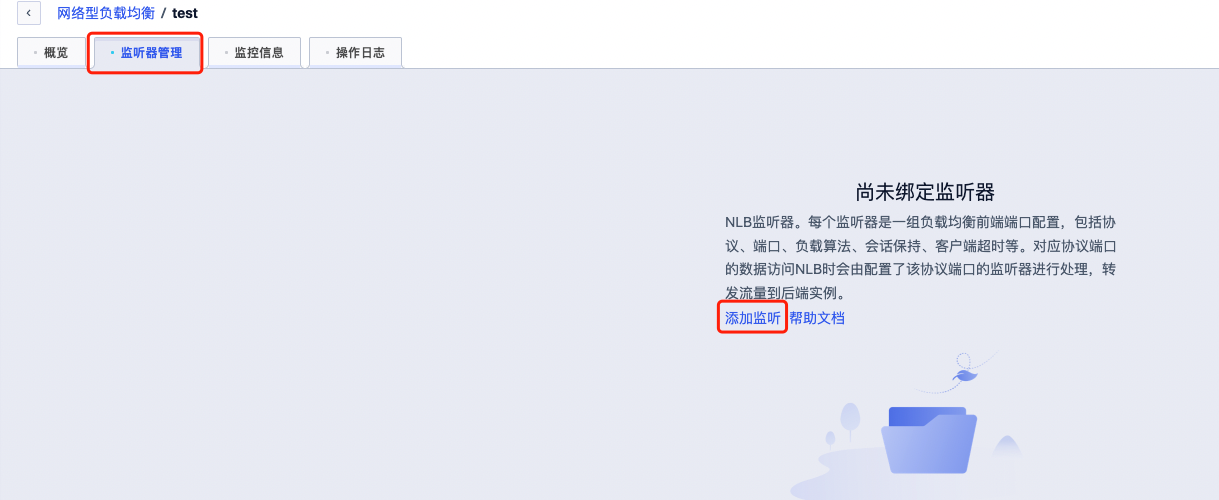 网络型负载均衡 / test
概览 监听器管理 监控信息 操作日志
尚未绑定监听器
NLB监听器。每个监听器是一组负载均衡前端端口配置，包括协
议、端口、负载算法、会话保持、客户端超时等。对应协议端口
的数据访问NLB时会由配置了该协议端口的监听器进行处理，转
发流量到后端实例。
添加监听 帮助文档